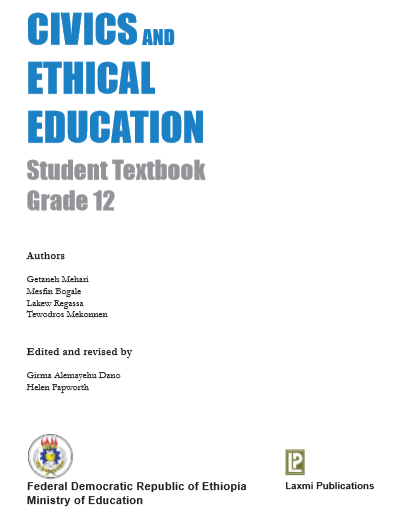 CIVICS AND
ETHICAL
EDUCATION
Student Textbook
Grade 12
Authors
Getaneh Mehari
Mesfin Bogale
Lakew Regassa
Tewodros Mekonnen
Edited and revised by
Girma Alemayehu Dano
Helen Papworth
Federal Democratic Republic of Ethiopia
Ministry of Education
LP
Laxmi Publications